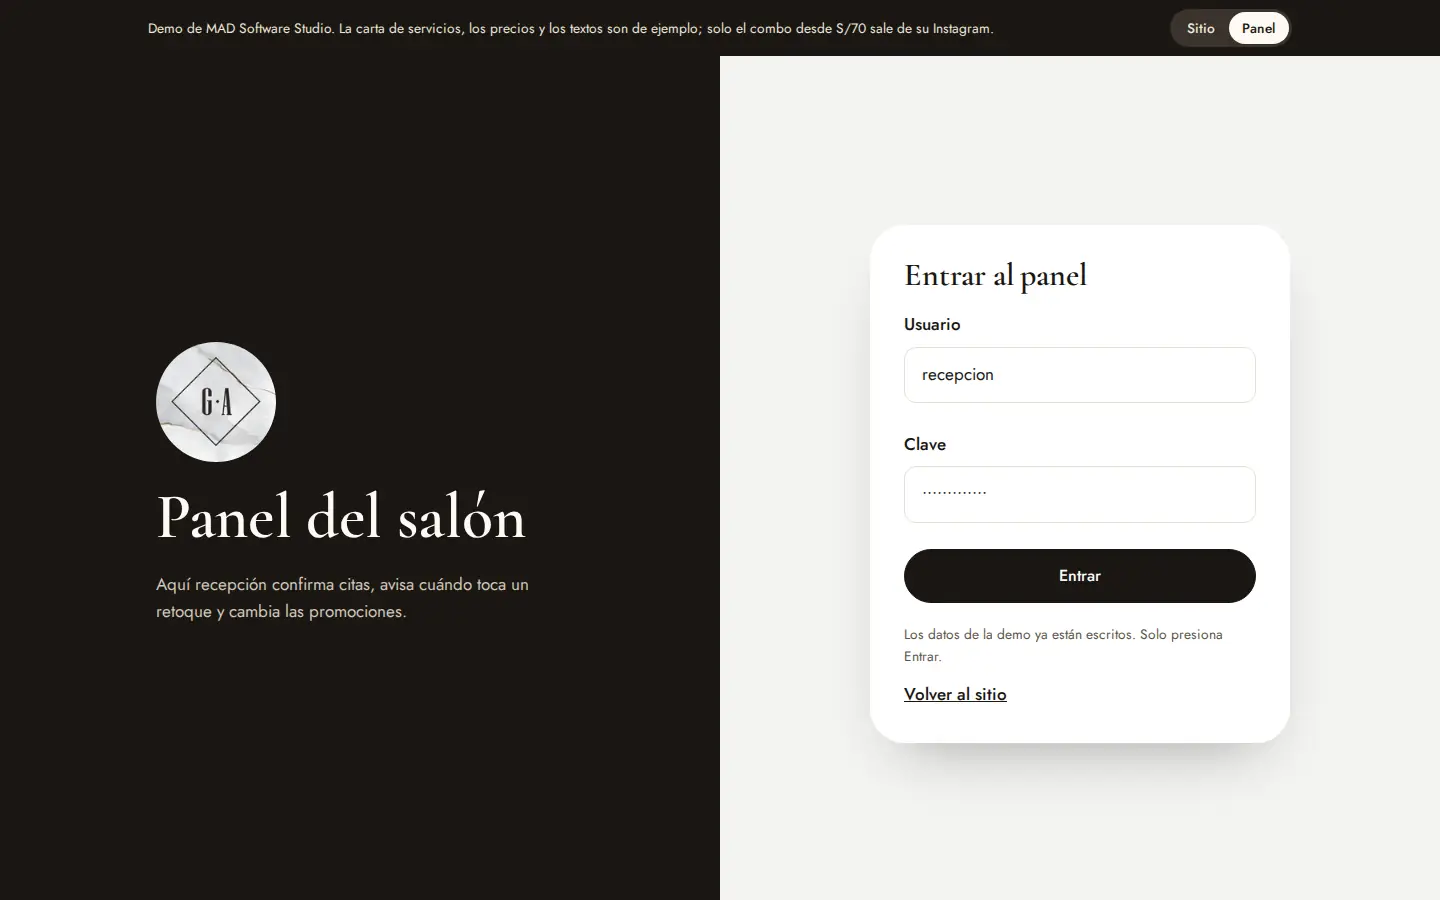 Demo de MAD Software Studio. La carta de servicios, los precios y los textos son de ejemplo; solo el combo desde S/70 sale de su Instagram.
Sitio
Panel
G·A
Panel del salón
Aquí recepción confirma citas, avisa cuándo toca un
retoque y cambia las promociones.
Entrar al panel
Usuario
recepcion
Clave
·············
Entrar
Los datos de la demo ya están escritos. Solo presiona
Entrar.
Volver al sitio